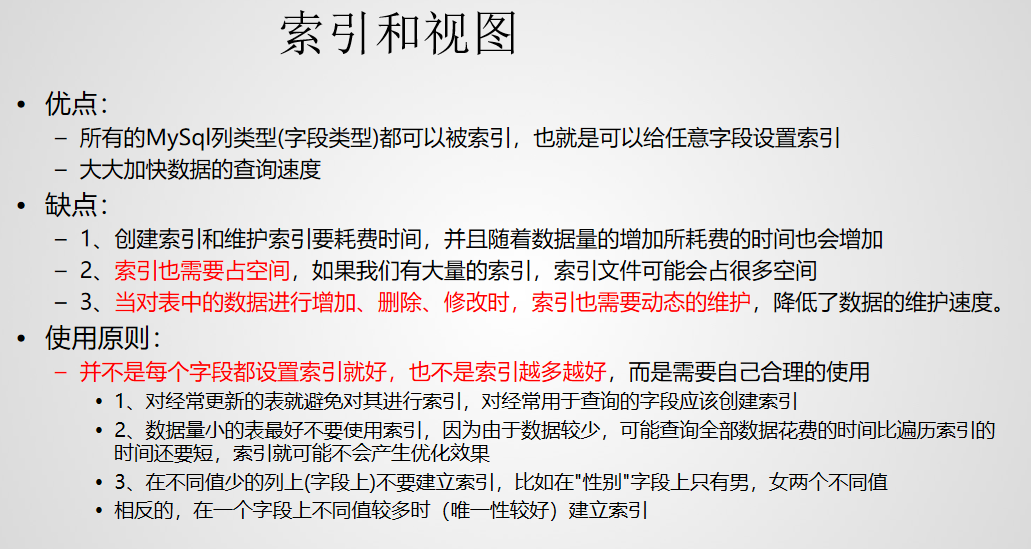 索引和视图
• 优点：
– 所有的MySql列类型(字段类型)都可以被索引，也就是可以给任意字段设置索引
– 大大加快数据的查询速度
• 缺点：
– 1、创建索引和维护索引要耗费时间，并且随着数据量的增加所耗费的时间也会增加
– 2、索引也需要占空间，如果我们有大量的索引，索引文件可能会占很多空间
– 3、当对表中的数据进行增加、删除、修改时，索引也需要动态的维护，降低了数据的维护速度。
• 使用原则：
– 并不是每个字段都设置索引就好，也不是索引越多越好，而是需要自己合理的使用
• 1、对经常更新的表就避免对其进行索引，对经常用于查询的字段应该创建索引
• 2、数据量小的表最好不要使用索引，因为由于数据较少，可能查询全部数据花费的时间比遍历索引的
时间还要短，索引就可能不会产生优化效果
• 3、在不同值少的列上(字段上)不要建立索引，比如在"性别"字段上只有男，女两个不同值
• 相反的，在一个字段上不同值较多时（唯一性较好）建立索引